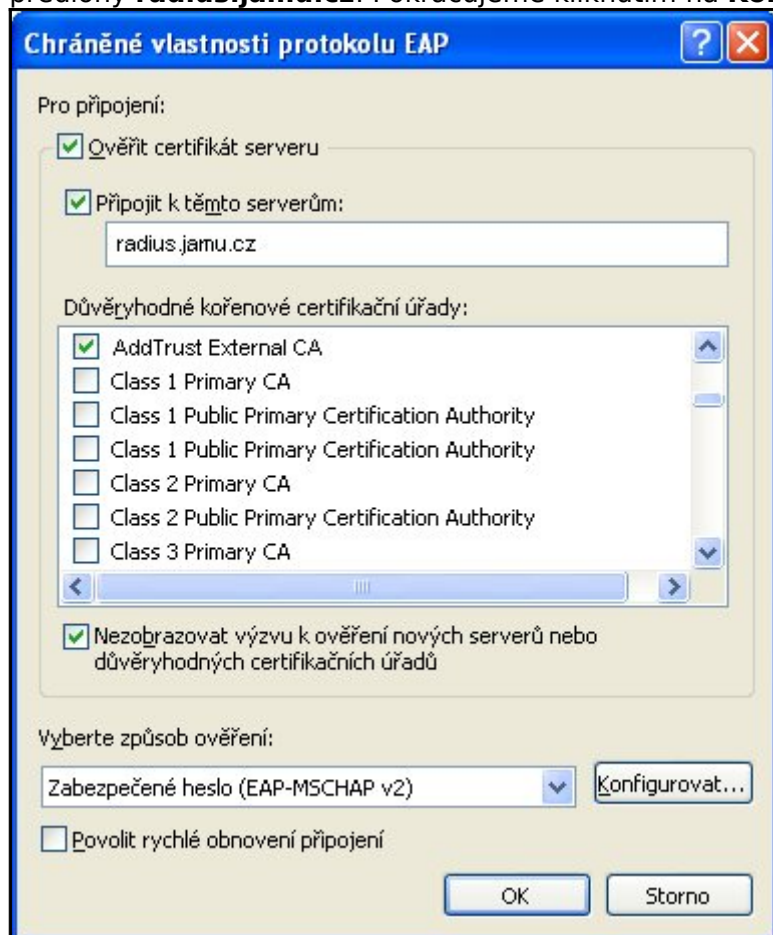 Chráněné vlastnosti protokolu EAP
Pro připojení:
Ověřit certifikát serveru
Připojit k těmto serverům:
radius.jamu.cz
Důvěryhodné kořenové certifikační úřady:
AddTrust External CA
Class 1 Primary CA
Class 1 Public Primary Certification Authority
Class 1 Public Primary Certification Authority
Class 2 Primary CA
Class 2 Public Primary Certification Authority
Class 3 Primary CA
Nezobrazovat výzvu k ověření nových serverů nebo
důvěryhodných certifikačních úřadů
Vyberte způsob ověření:
Zabezpečené heslo (EAP-MSCHAP v2) Konfigurovat...
Povolit rychlé obnovení připojení
OK Storno